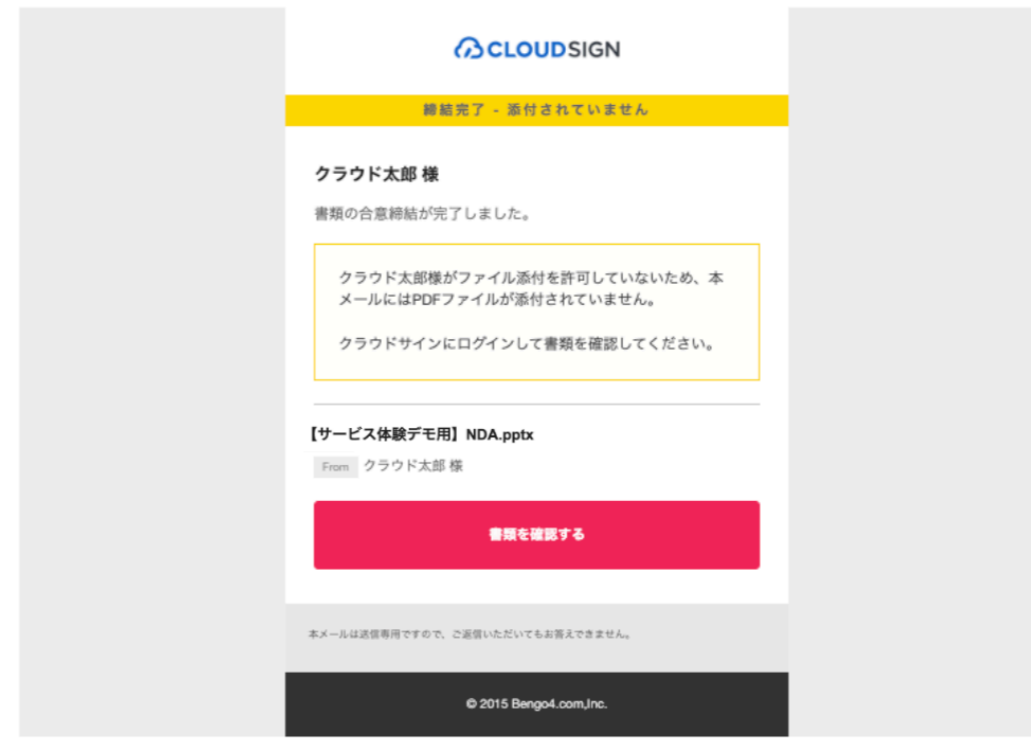 CLOUDSIGN
締結完了 - 添付されていません
クラウド太郎 様
書類の合意締結が完了しました。
クラウド太郎様がファイル添付を許可していないため、本
メールにはPDFファイルが添付されていません。
クラウドサインにログインして書類を確認してください。
【サービス体験デモ用】NDA.pptx
From クラウド太郎 様
書類を確認する
本メールは送信専用ですので、ご返信いただいてもお答えできません。
© 2015 Bengo4.com,Inc.